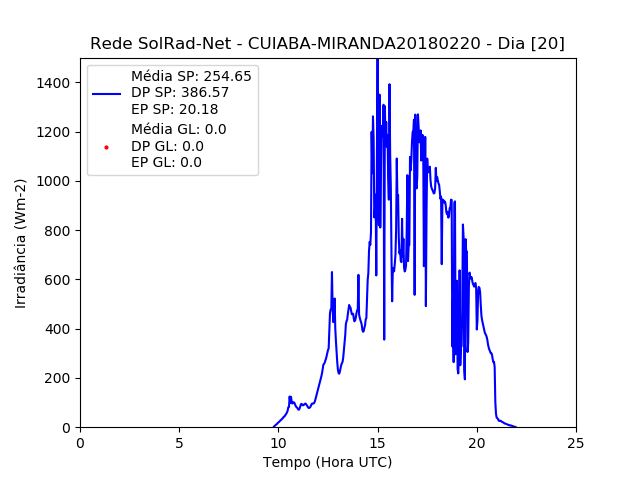 Rede SolRad-Net - CUIABA-MIRANDA20180220 - Dia [20]
Média SP: 254.65
DP SP: 386.57
EP SP: 20.18
Média GL: 0.0
DP GL: 0.0
EP GL: 0.0
Irradiância (Wm-2)
1400
1200
1000
800
600
400
200
0
0 5 10 15 20 25
Tempo (Hora UTC)